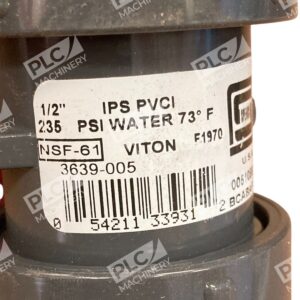 1/2" IPS PVCI
235 PSI WATER 73° F
NSF-61 VITON F1970
3639-005
0 54211 33931
PLC
MACHINERY